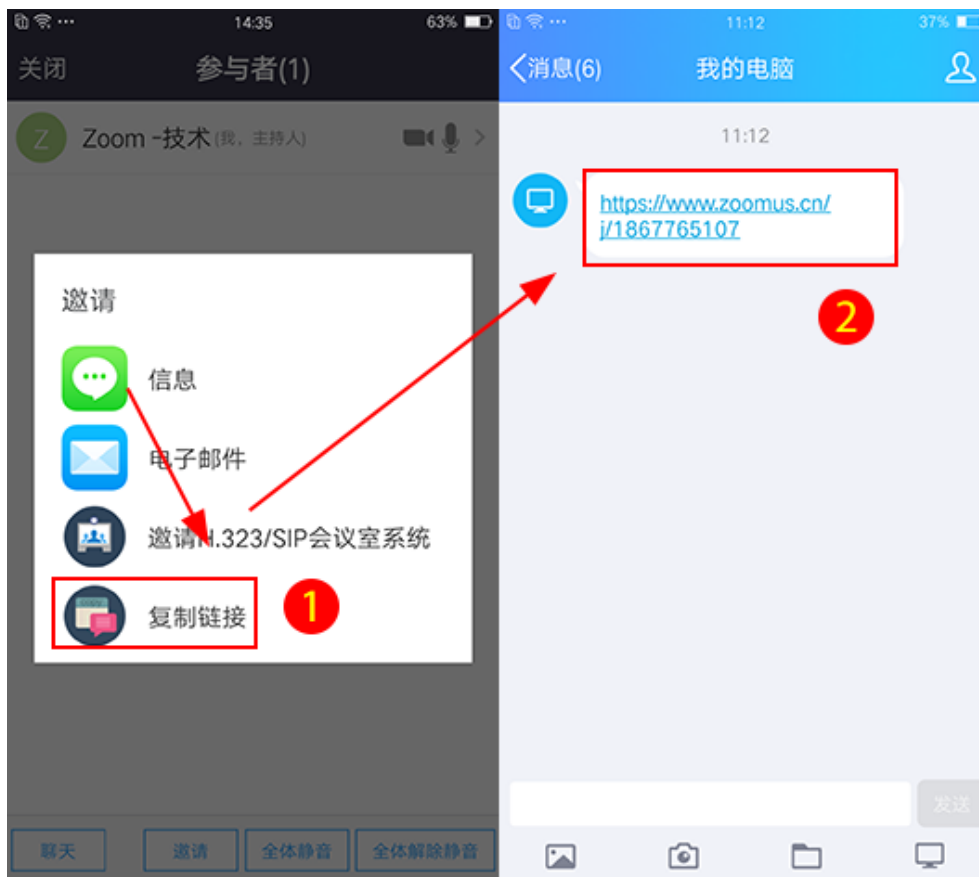 14:35
63%
关闭
参与者(1)
Z
Zoom -技术(我，主持人)
邀请
信息
电子邮件
邀请H.323/SIP会议室系统
复制链接
1
聊天
邀请
全体静音
全体解除静音
11:12
37%
消息(6)
我的电脑
11:12
https://www.zoomus.cn/
j/1867765107
2
发送